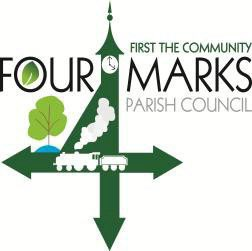 FIRST THE COMMUNITY
FOUR MARKS
PARISH COUNCIL